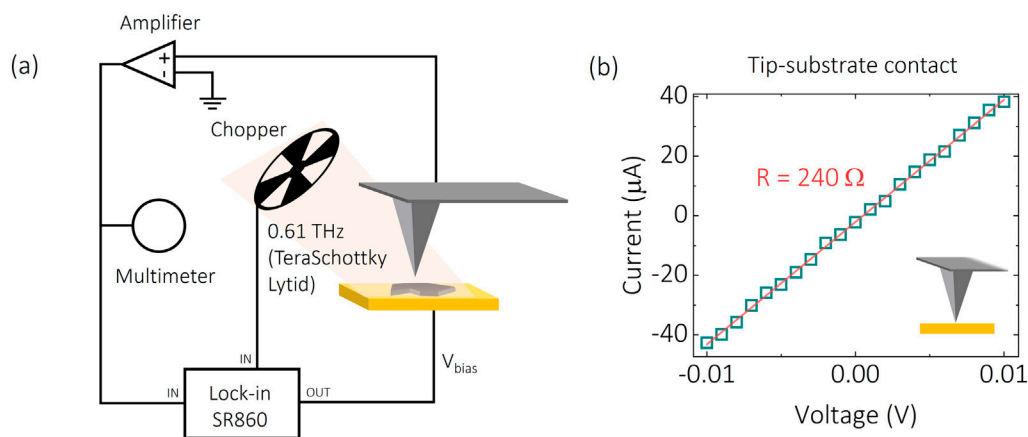 (a)
Amplifier
+
-
Chopper
0.61 THz
(TeraSchottky
Lytid)
Multimeter
IN
IN
OUT
Lock-in
SR860
V_bias
(b)
Tip-substrate contact
R = 240 Ω
Current (µA)
40
20
0
-20
-40
-0.01
0.00
0.01
Voltage (V)